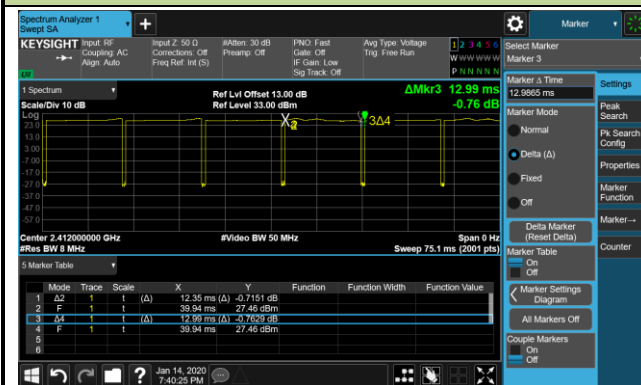 Spectrum Analyzer 1
Swept SA
Marker
KEYSIGHT Input: RF Input Z: 50 Ω #Atten: 30 dB PNO: Fast Avg Type: Voltage 1 2 3 4 5 6
Coupling: AC Corrections: Off Preamp: Off Gate: Off Trig: Free Run W W W W W W
Align: Auto Freq Ref: Int (S) IF Gain: Low P N N N N N
Sig Track: Off
Select Marker
Marker 3
1 Spectrum
Ref Lvl Offset 13.00 dB ΔMkr3 12.99 ms
Scale/Div 10 dB Ref Level 33.00 dBm -0.76 dB
Log
23.0
13.0
3.00
-7.00
-17.0
-27.0
-37.0
-47.0
-57.0
3Δ4
Center 2.412000000 GHz #Video BW 50 MHz Span 0 Hz
#Res BW 8 MHz Sweep 75.1 ms (2001 pts)
5 Marker Table
Mode Trace Scale X Y Function Function Width Function Value
1 Δ2 1 t (Δ) 12.35 ms (Δ) -0.7151 dB
2 F 1 t 39.94 ms 27.46 dBm
3 Δ4 1 t (Δ) 12.99 ms (Δ) -0.7629 dB
4 F 1 t 39.94 ms 27.46 dBm
5
6
Marker Δ Time
12.9865 ms
Marker Mode
Normal
Delta (Δ)
Fixed
Off
Delta Marker
(Reset Delta)
Marker Table
On
Off
Marker Settings
Diagram
All Markers Off
Couple Markers
On
Off
Settings
Peak
Search
Pk Search
Config
Properties
Marker
Function
Marker→
Counter
Jan 14, 2020
7:40:25 PM